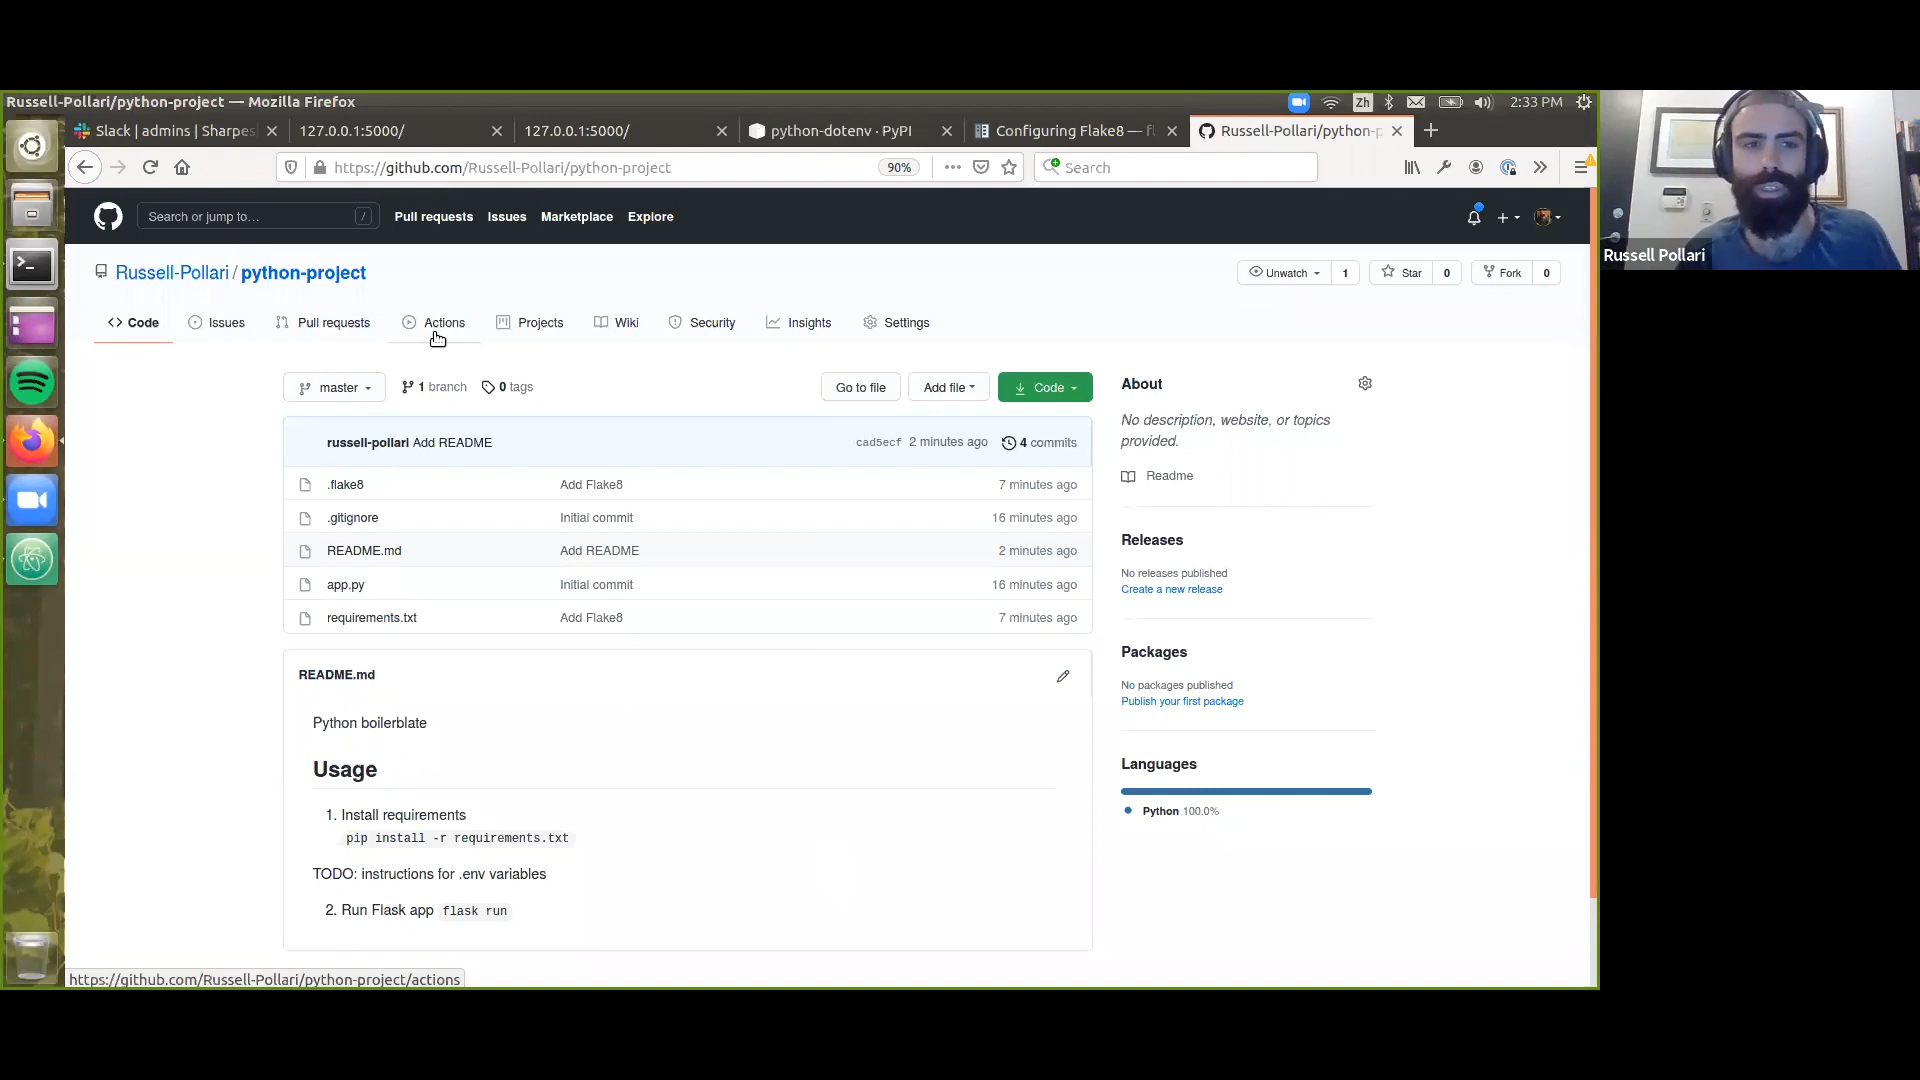 Russell-Pollari/python-project — Mozilla Firefox
Zh
2:33 PM
Slack | admins | Sharpes
127.0.0.1:5000/
127.0.0.1:5000/
python-dotenv · PyPI
Configuring Flake8 — fl
Russell-Pollari/python-p
https://github.com/Russell-Pollari/python-project
90%
Search
Search or jump to…
/
Pull requests
Issues
Marketplace
Explore
Russell Pollari
Russell-Pollari / python-project
Unwatch
1
Star
0
Fork
0
Code
Issues
Pull requests
Actions
Projects
Wiki
Security
Insights
Settings
master
1 branch
0 tags
Go to file
Add file
Code
russell-pollari Add README
cad5ecf 2 minutes ago
4 commits
.flake8
Add Flake8
7 minutes ago
.gitignore
Initial commit
16 minutes ago
README.md
Add README
2 minutes ago
app.py
Initial commit
16 minutes ago
requirements.txt
Add Flake8
7 minutes ago
README.md
Python boilerblate
Usage
1. Install requirements
pip install -r requirements.txt
TODO: instructions for .env variables
2. Run Flask app flask run
About
No description, website, or topics
provided.
Readme
Releases
No releases published
Create a new release
Packages
No packages published
Publish your first package
Languages
Python 100.0%
https://github.com/Russell-Pollari/python-project/actions